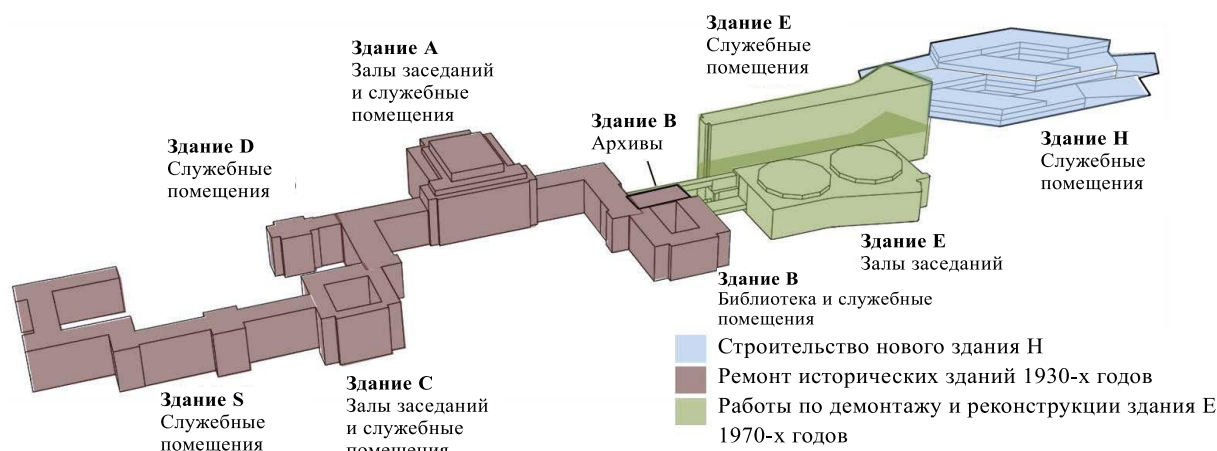 Здание E
Служебные
помещения
Здание A
Залы заседаний
и служебные
помещения
Здание B
Архивы
Здание D
Служебные
помещения
Здание H
Служебные
помещения
Здание E
Залы заседаний
Здание B
Библиотека и служебные
помещения
Здание S
Служебные
помещения
Здание C
Залы заседаний
и служебные
помещения
Строительство нового здания H
Ремонт исторических зданий 1930-х годов
Работы по демонтажу и реконструкции здания E
1970-х годов